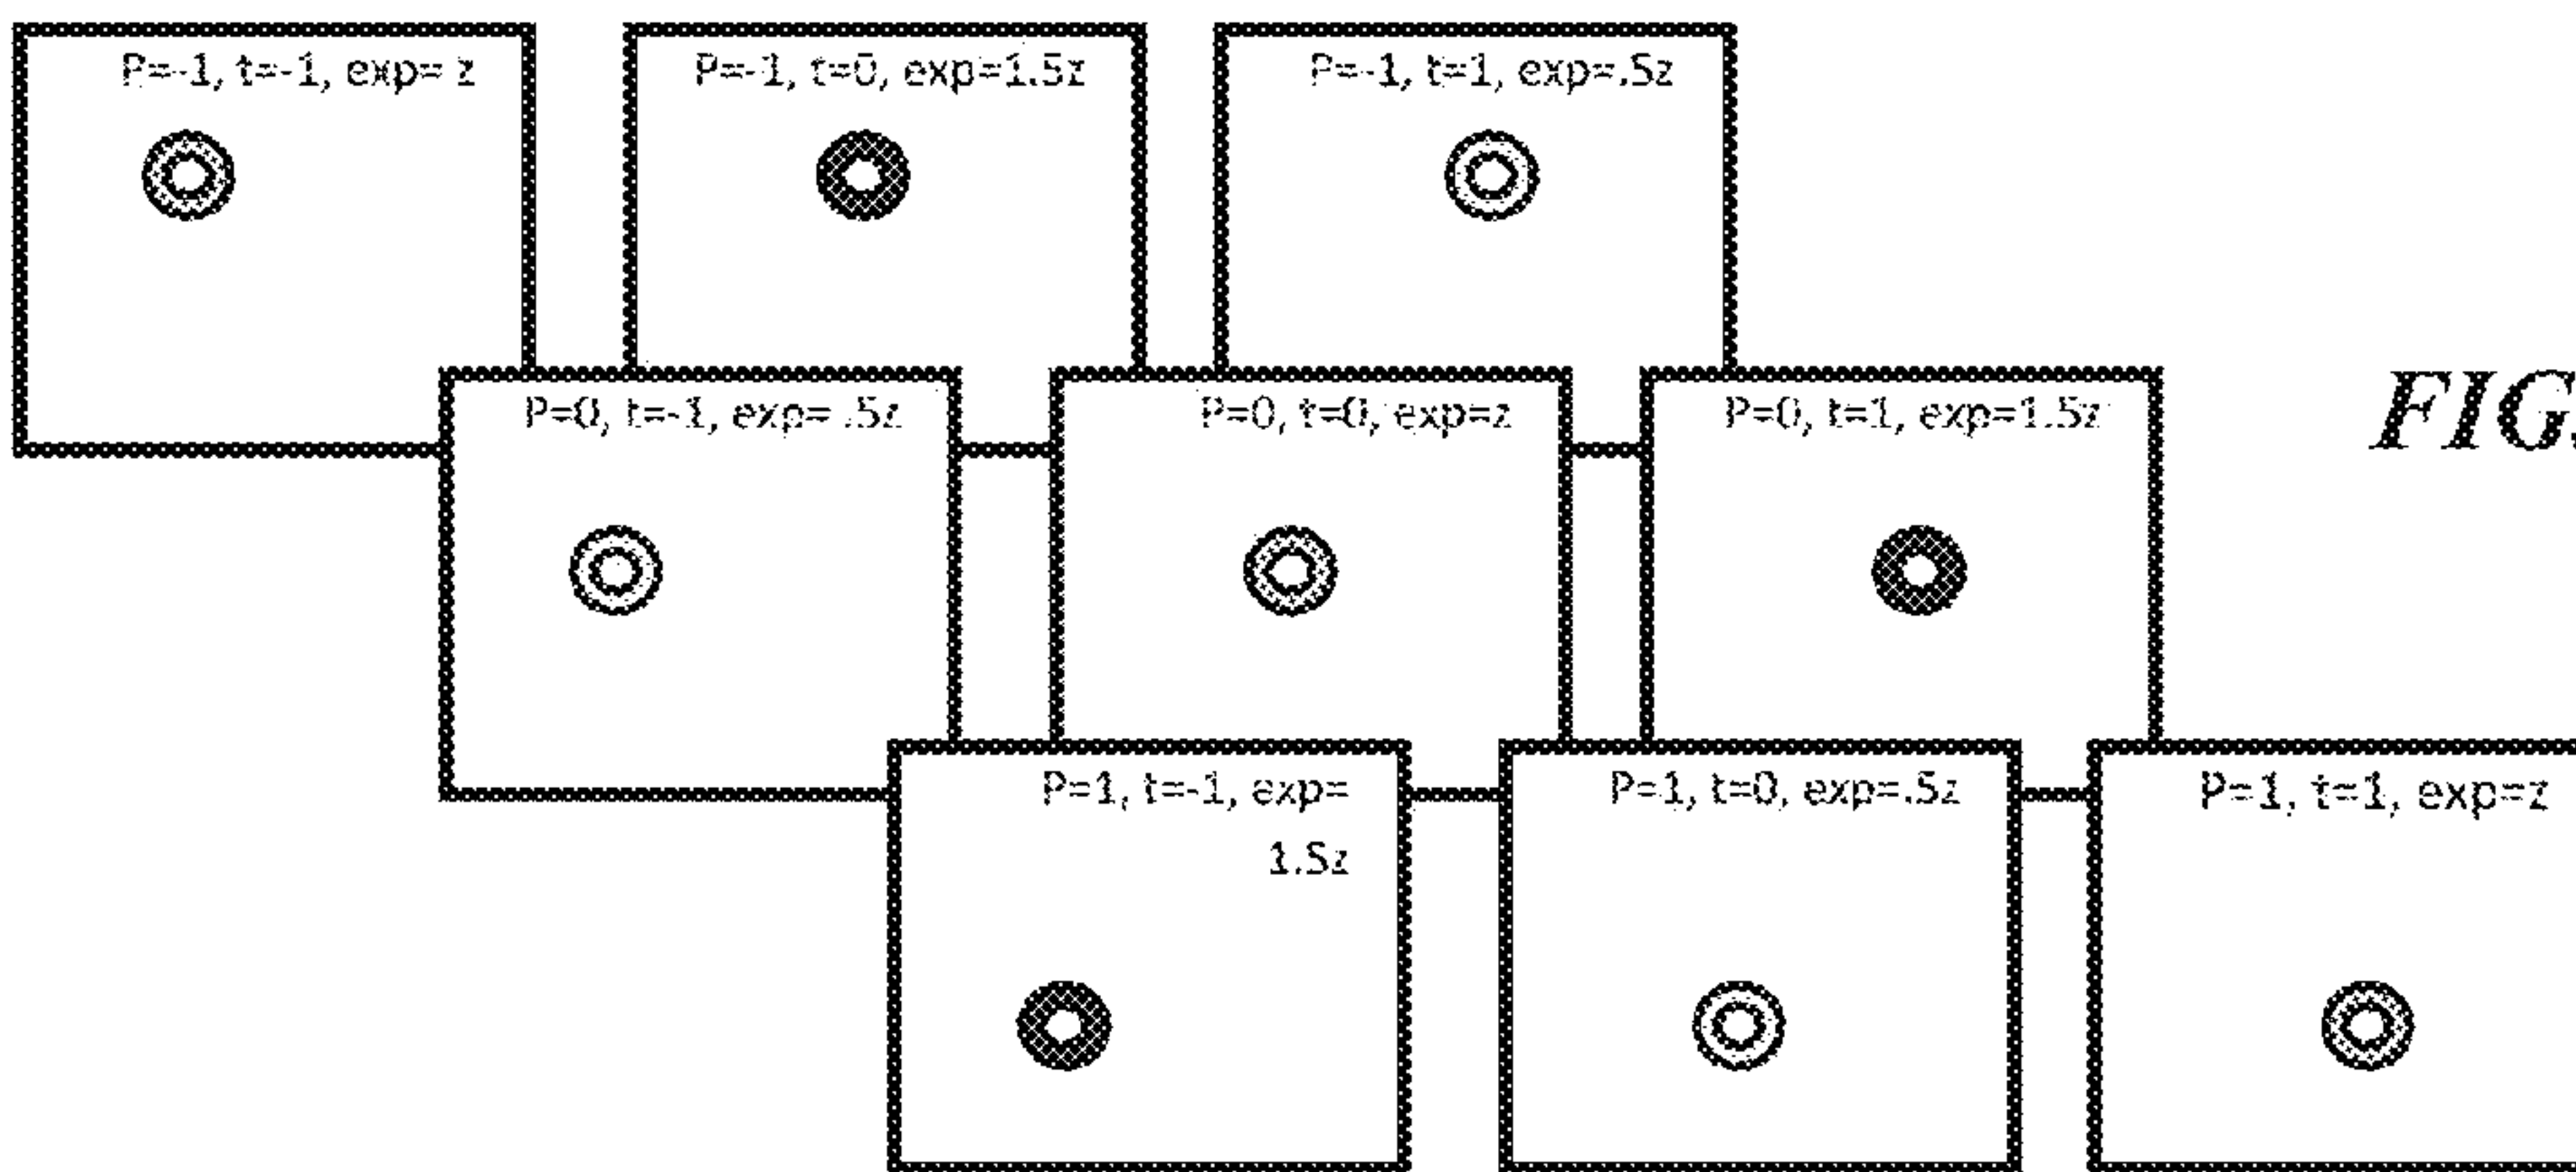 P=-1, t=-1, exp= z
P=-1, t=0, exp=1.5z
P=-1, t=1, exp=.5z
P=0, t=-1, exp= .5z
P=0, t=0, exp=z
P=0, t=1, exp=1.5z
FIG.
P=1, t=-1, exp=
1.5z
P=1, t=0, exp=.5z
P=1, t=1, exp=z